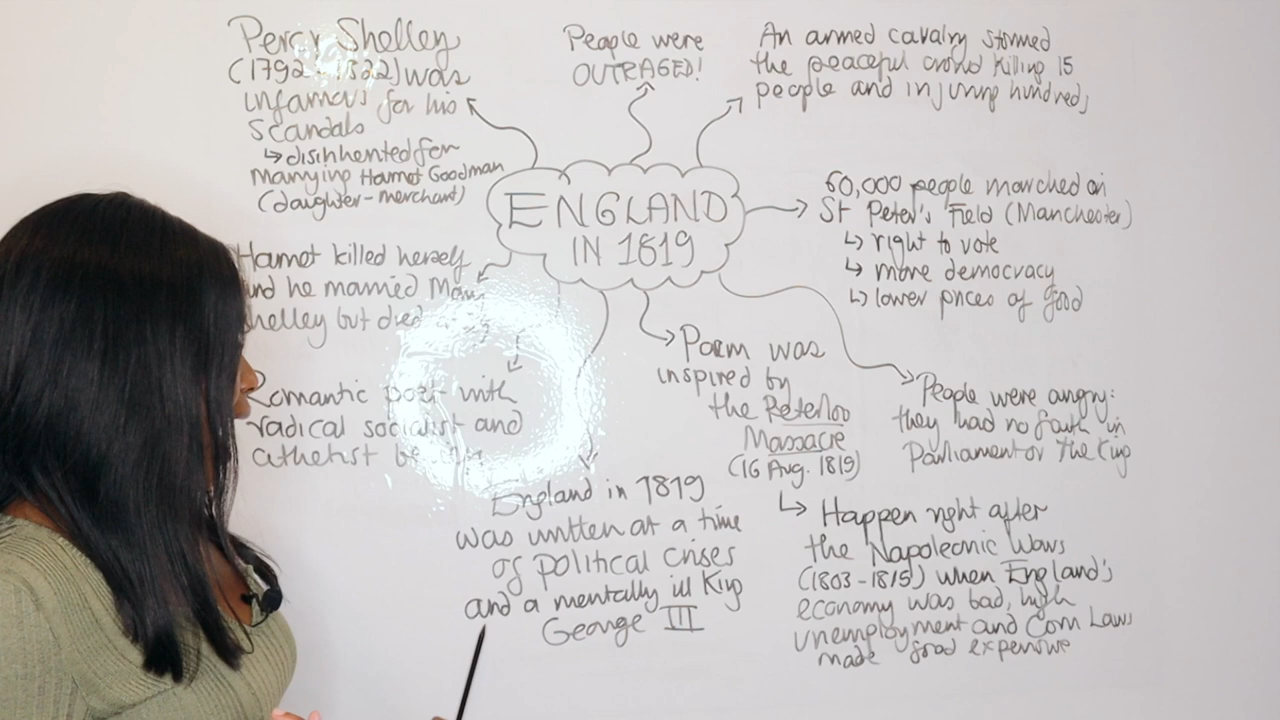 Percy Shelley
(1792-1822) was
infamous for his
scandals
↳ disinherited for
marrying Harriet Goodman
(daughter-merchant)
Harriet killed herself
and he married Mary
Shelley but died
Romantic poet with
radical socialist and
atheist
People were
OUTRAGED!
An armed cavalry stormed
the peaceful crowd killing 15
people and injuring hundreds
ENGLAND
IN 1819
60,000 people marched on
St Peter's Field (Manchester)
↳ right to vote
↳ more democracy
↳ lower prices of food
Poem was
inspired by
the Peterloo
Massacre
(16 Aug. 1819)
↳ Happen right after
the Napoleonic Wars
(1803-1815) when England's
economy was bad, high
unemployment and Corn Laws
made food expensive
People were angry:
they had no faith in
Parliament or The King
England in 1819
was written at a time
of political crises
and a mentally ill King
George III